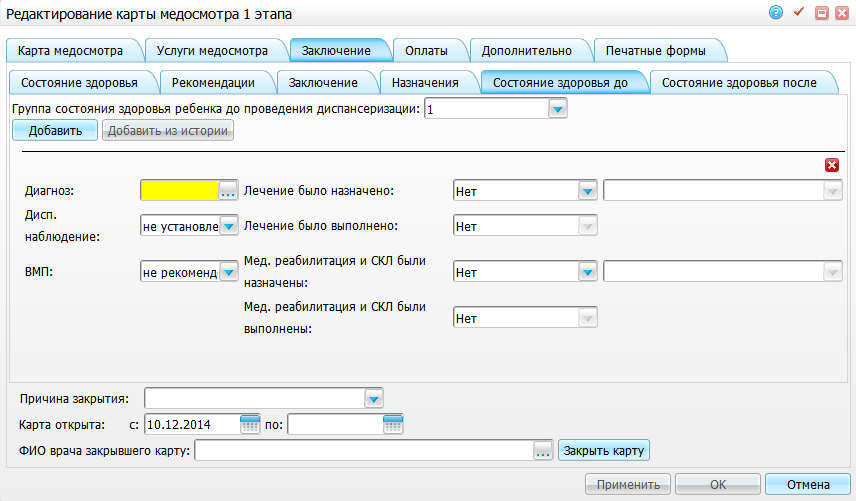 Редактирование карты медосмотра 1 этапа
Карта медосмотра Услуги медосмотра Заключение Оплаты Дополнительно Печатные формы
Состояние здоровья Рекомендации Заключение Назначения Состояние здоровья до Состояние здоровья после
Группа состояния здоровья ребенка до проведения диспансеризации: 1
Добавить Добавить из истории
Диагноз: ... Лечение было назначено: Нет
Дисп.
наблюдение: не установле Лечение было выполнено: Нет
ВМП: не рекоменд Мед. реабилитация и СКЛ были
назначены: Нет
Мед. реабилитация и СКЛ были
выполнены: Нет
Причина закрытия:
Карта открыта: с: 10.12.2014 по:
ФИО врача закрывшего карту: ... Закрыть карту
Применить ОК Отмена